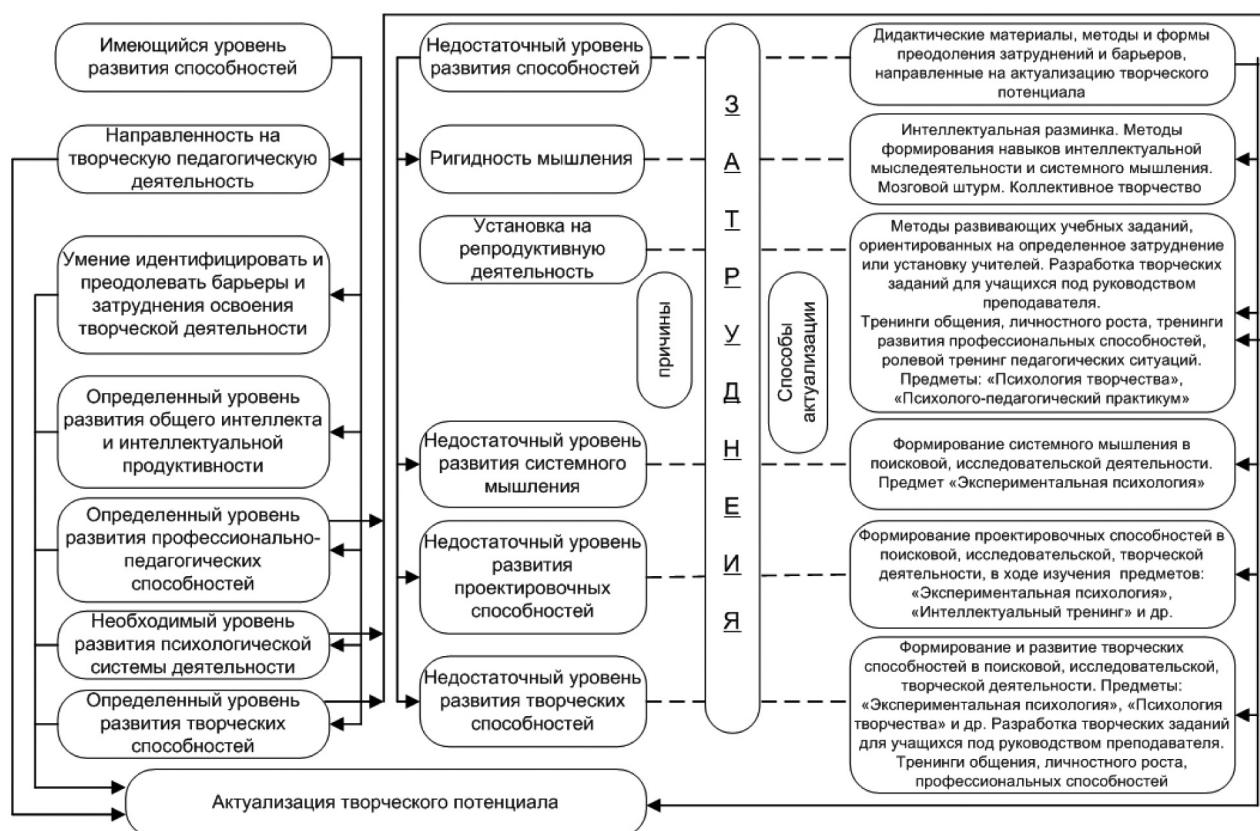 Имеющийся уровень
развития способностей
Направленность на
творческую педагогическую
деятельность
Умение идентифицировать и
преодолевать барьеры и
затруднения освоения
творческой деятельности
Определенный уровень
развития общего интеллекта
и интеллектуальной
продуктивности
Определенный уровень
развития профессионально-
педагогических
способностей
Необходимый уровень
развития психологической
системы деятельности
Определенный уровень
развития творческих
способностей
Недостаточный уровень
развития способностей
Ригидность мышления
Установка на
репродуктивную
деятельность
Недостаточный уровень
развития системного
мышления
Недостаточный уровень
развития
проектировочных
способностей
Недостаточный уровень
развития творческих
способностей
причины
З
А
Т
Р
У
Д
Н
Е
И
Я
Способы
актуализации
Дидактические материалы, методы и формы
преодоления затруднений и барьеров,
направленные на актуализацию творческого
потенциала
Интеллектуальная разминка. Методы
формирования навыков интеллектуальной
мыследеятельности и системного мышления.
Мозговой штурм. Коллективное творчество
Методы развивающих учебных заданий,
ориентированных на определенное затруднение
или установку учителей. Разработка творческих
заданий для учащихся под руководством
преподавателя.
Тренинги общения, личностного роста, тренинги
развития профессиональных способностей,
ролевой тренинг педагогических ситуаций.
Предметы: «Психология творчества»,
«Психолого-педагогический практикум»
Формирование системного мышления в
поисковой, исследовательской деятельности.
Предмет «Экспериментальная психология»
Формирование проектировочных способностей в
поисковой, исследовательской, творческой
деятельности, в ходе изучения предметов:
«Экспериментальная психология»,
«Интеллектуальный тренинг» и др.
Формирование и развитие творческих
способностей в поисковой, исследовательской,
творческой деятельности. Предметы:
«Экспериментальная психология», «Психология
творчества» и др. Разработка творческих заданий
для учащихся под руководством преподавателя.
Тренинги общения, личностного роста,
профессиональных способностей
Актуализация творческого потенциала